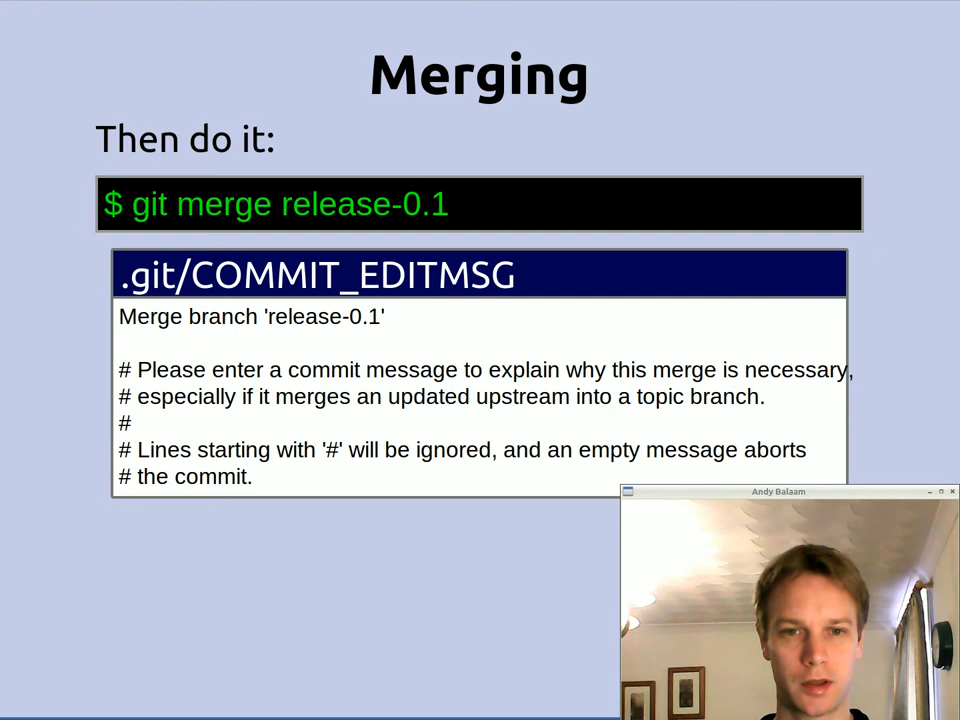 Merging
Then do it:
$ git merge release-0.1
.git/COMMIT_EDITMSG
Merge branch 'release-0.1'
# Please enter a commit message to explain why this merge is necessary,
# especially if it merges an updated upstream into a topic branch.
#
# Lines starting with '#' will be ignored, and an empty message aborts
# the commit.
Andy Balaam